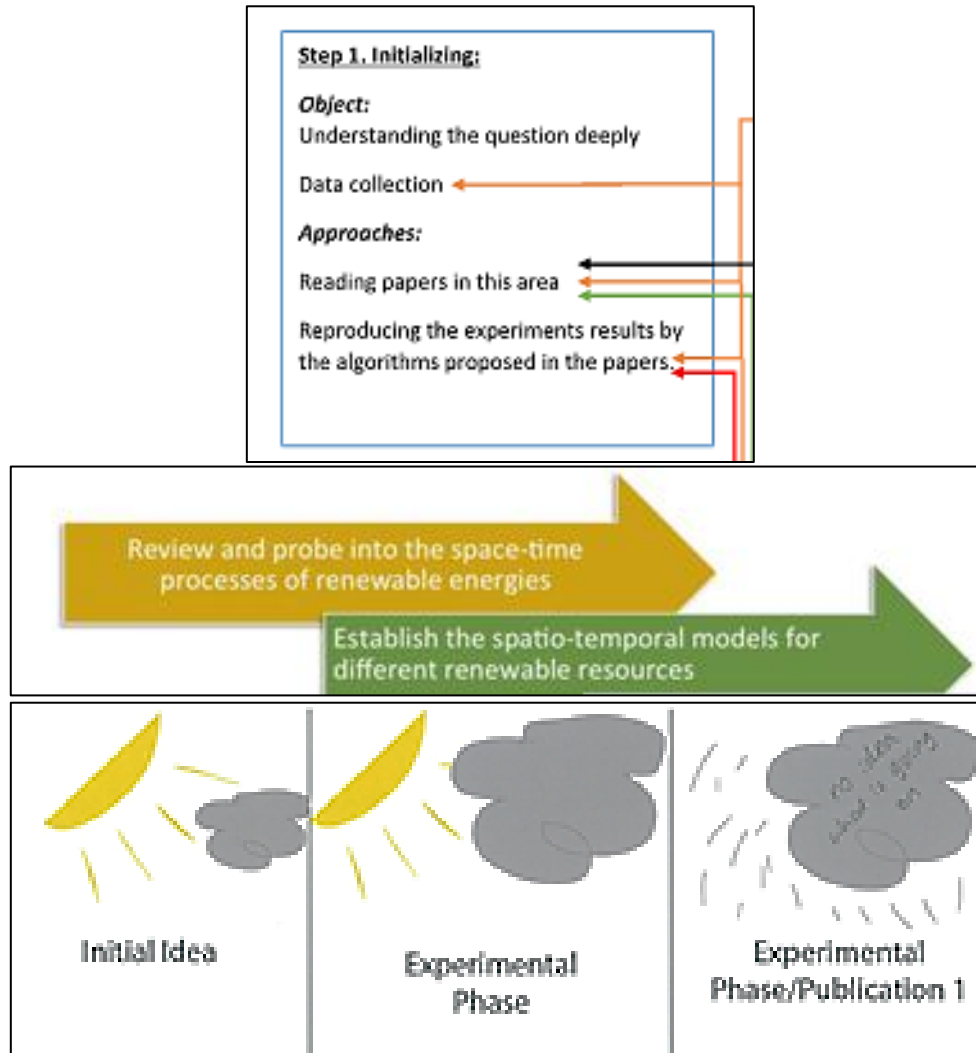 Step 1. Initializing:
Object:
Understanding the question deeply
Data collection
Approaches:
Reading papers in this area
Reproducing the experiments results by
the algorithms proposed in the papers.
Review and probe into the space-time
processes of renewable energies
Establish the spatio-temporal models for
different renewable resources
no idea
what is going
on
Initial Idea
Experimental
Phase
Experimental
Phase/Publication 1